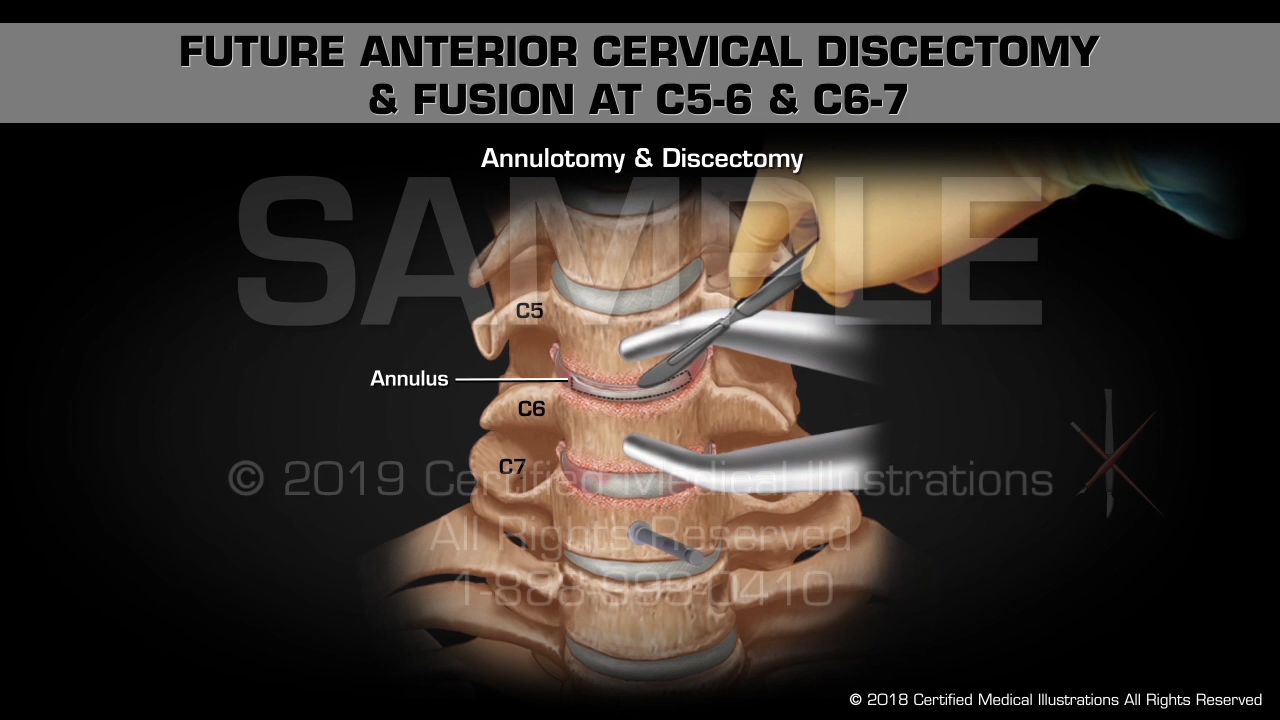 FUTURE ANTERIOR CERVICAL DISCECTOMY
& FUSION AT C5-6 & C6-7
Annulotomy & Discectomy
SAMPLE
C5
Annulus
C6
C7
© 2019 Certified Medical Illustrations
All Rights Reserved
1-888-999-0410
© 2018 Certified Medical Illustrations All Rights Reserved